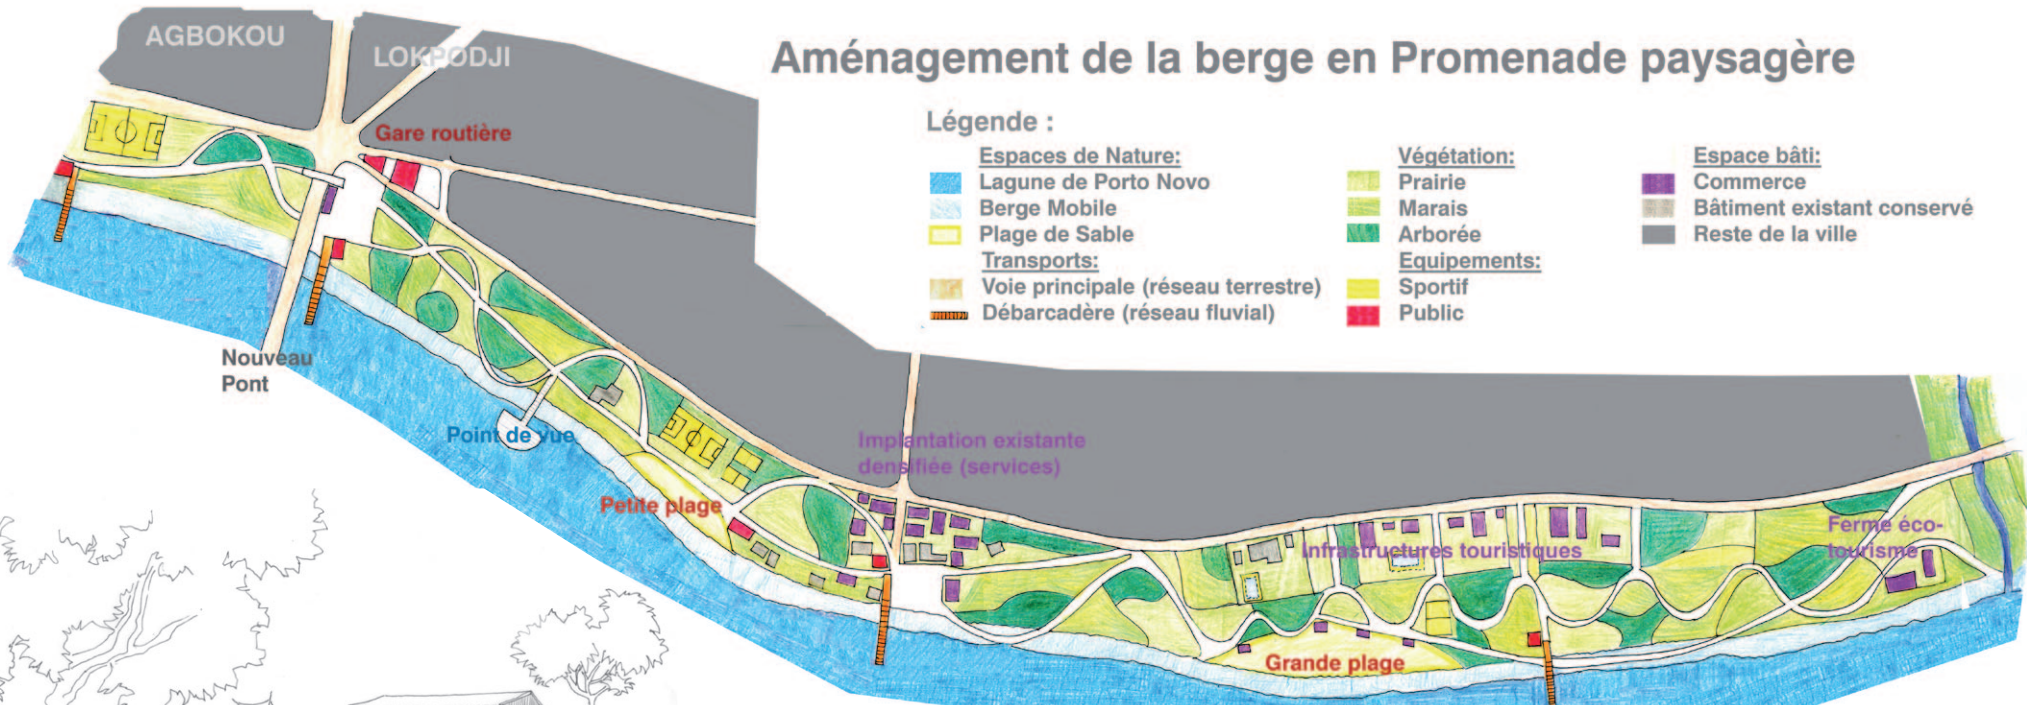 AGBOKOU
LOKPODJI
Aménagement de la berge en Promenade paysagère
Légende :
Espaces de Nature:
Lagune de Porto Novo
Berge Mobile
Plage de Sable
Transports:
Voie principale (réseau terrestre)
Débarcadère (réseau fluvial)
Végétation:
Prairie
Marais
Arborée
Equipements:
Sportif
Public
Espace bâti:
Commerce
Bâtiment existant conservé
Reste de la ville
Gare routière
Nouveau
Pont
Point de vue
Petite plage
Implantation existante
densifiée (services)
Infrastructures touristiques
Grande plage
Ferme éco-
tourisme